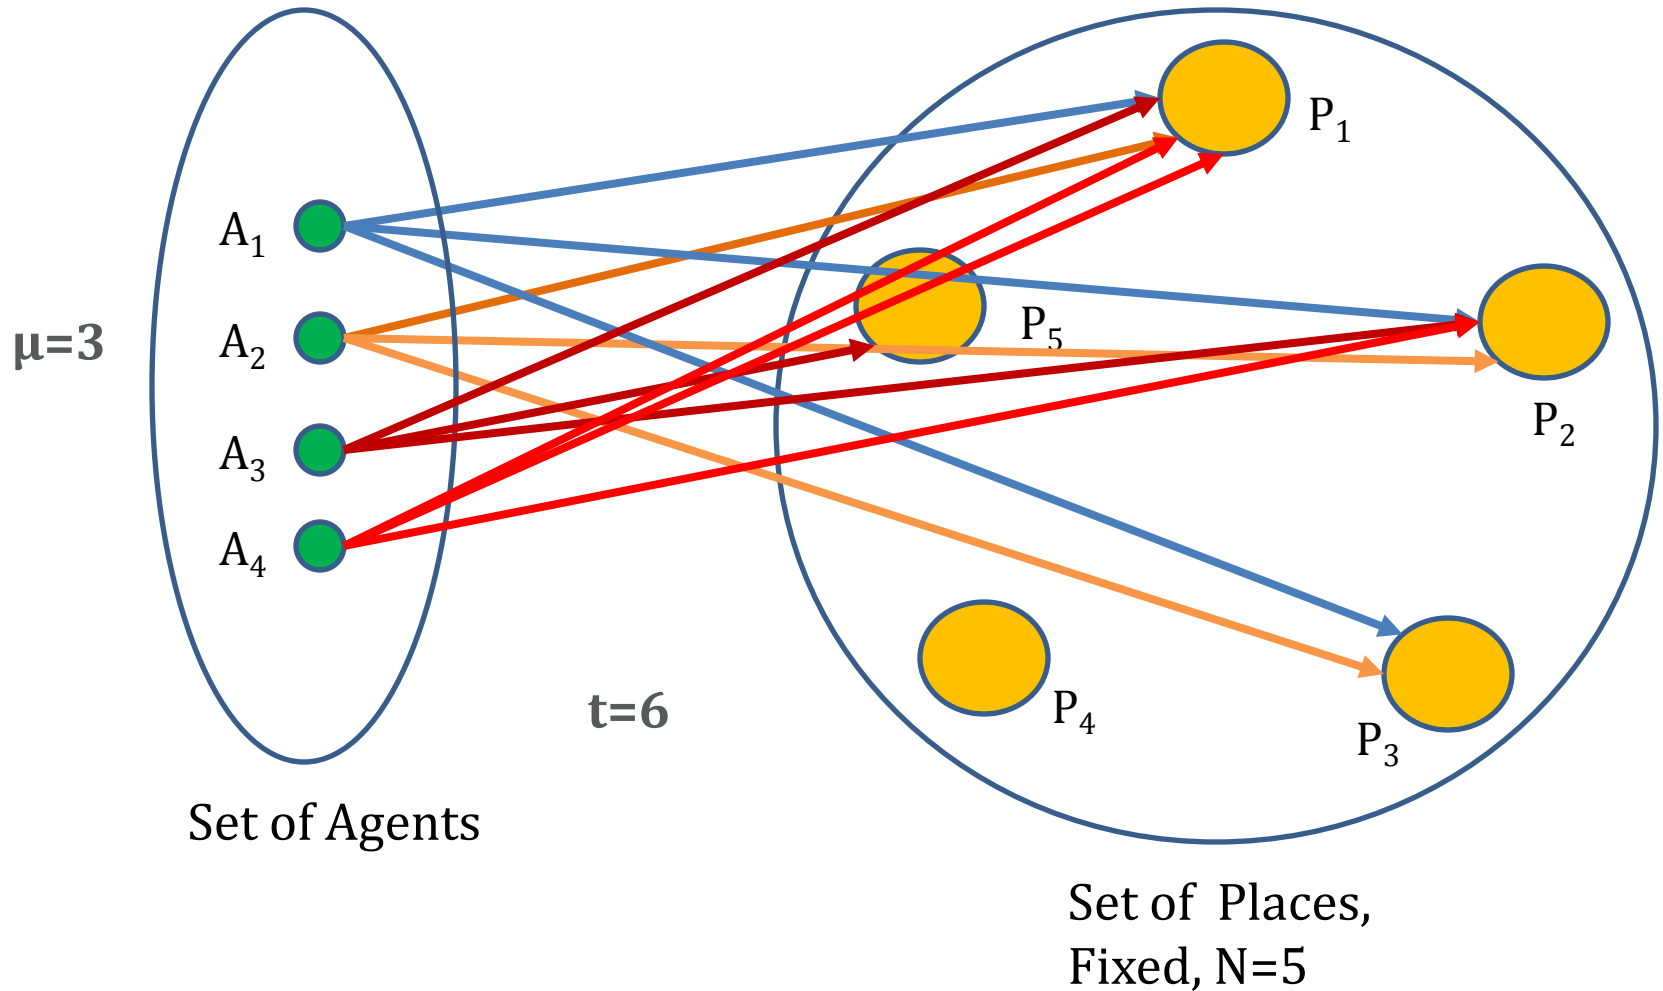 P1
A1
P5
A2
μ=3
P2
A3
A4
t=6
P4
P3
Set of Agents
Set of  Places,
Fixed, N=5